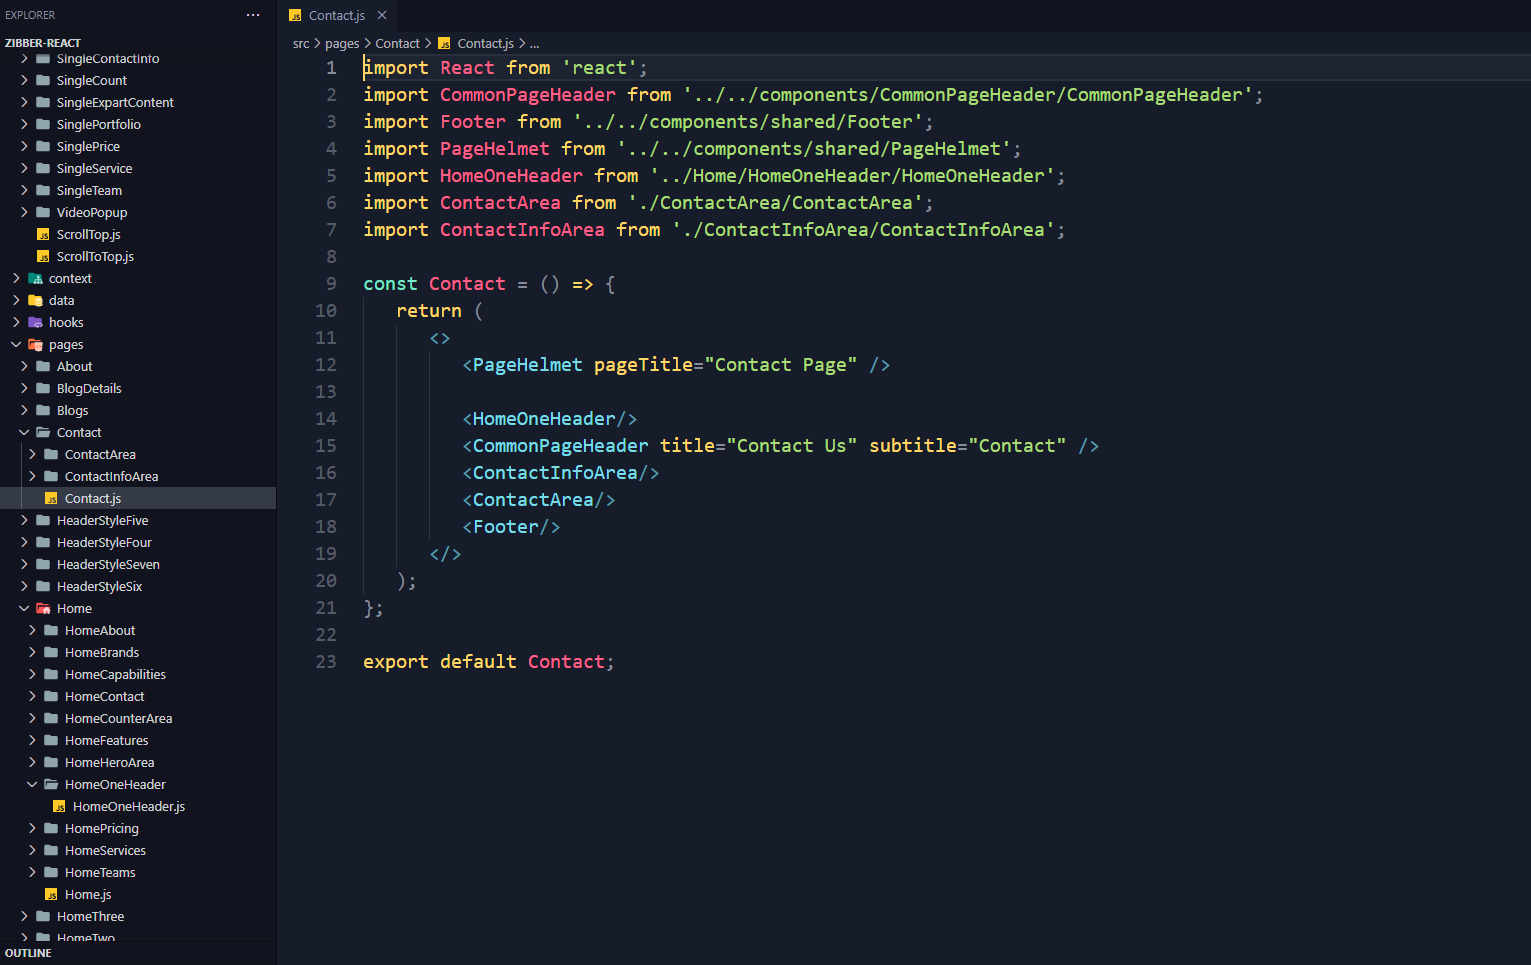 EXPLORER
ZIBBER-REACT
SingleContactInfo
SingleCount
SingleExpartContent
SinglePortfolio
SinglePrice
SingleService
SingleTeam
VideoPopup
ScrollTop.js
ScrollToTop.js
context
data
hooks
pages
About
BlogDetails
Blogs
Contact
ContactArea
ContactInfoArea
Contact.js
HeaderStyleFive
HeaderStyleFour
HeaderStyleSeven
HeaderStyleSix
Home
HomeAbout
HomeBrands
HomeCapabilities
HomeContact
HomeCounterArea
HomeFeatures
HomeHeroArea
HomeOneHeader
HomeOneHeader.js
HomePricing
HomeServices
HomeTeams
Home.js
HomeThree
HomeTwo
OUTLINE
Contact.js
src > pages > Contact > Contact.js > ...
1 import React from 'react';
2 import CommonPageHeader from '../../components/CommonPageHeader/CommonPageHeader';
3 import Footer from '../../components/shared/Footer';
4 import PageHelmet from '../../components/shared/PageHelmet';
5 import HomeOneHeader from '../Home/HomeOneHeader/HomeOneHeader';
6 import ContactArea from './ContactArea/ContactArea';
7 import ContactInfoArea from './ContactInfoArea/ContactInfoArea';
8
9 const Contact = () => {
10 return (
11 <>
12 <PageHelmet pageTitle="Contact Page" />
13
14 <HomeOneHeader/>
15 <CommonPageHeader title="Contact Us" subtitle="Contact" />
16 <ContactInfoArea/>
17 <ContactArea/>
18 <Footer/>
19 </>
20 );
21 };
22
23 export default Contact;